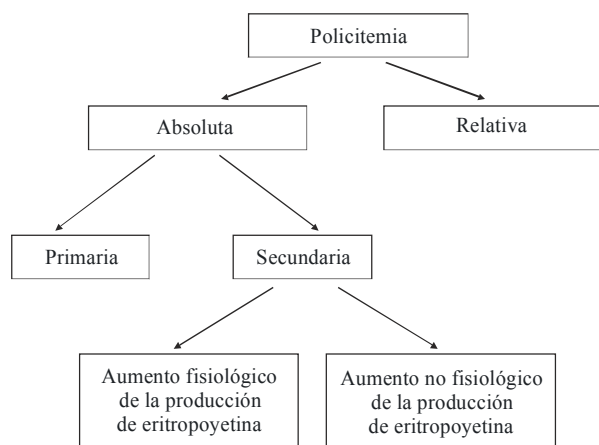 Policitemia
Absoluta
Relativa
Primaria
Secundaria
Aumento fisiológico
de la producción
de eritropoyetina
Aumento no fisiológico
de la producción
de eritropoyetina